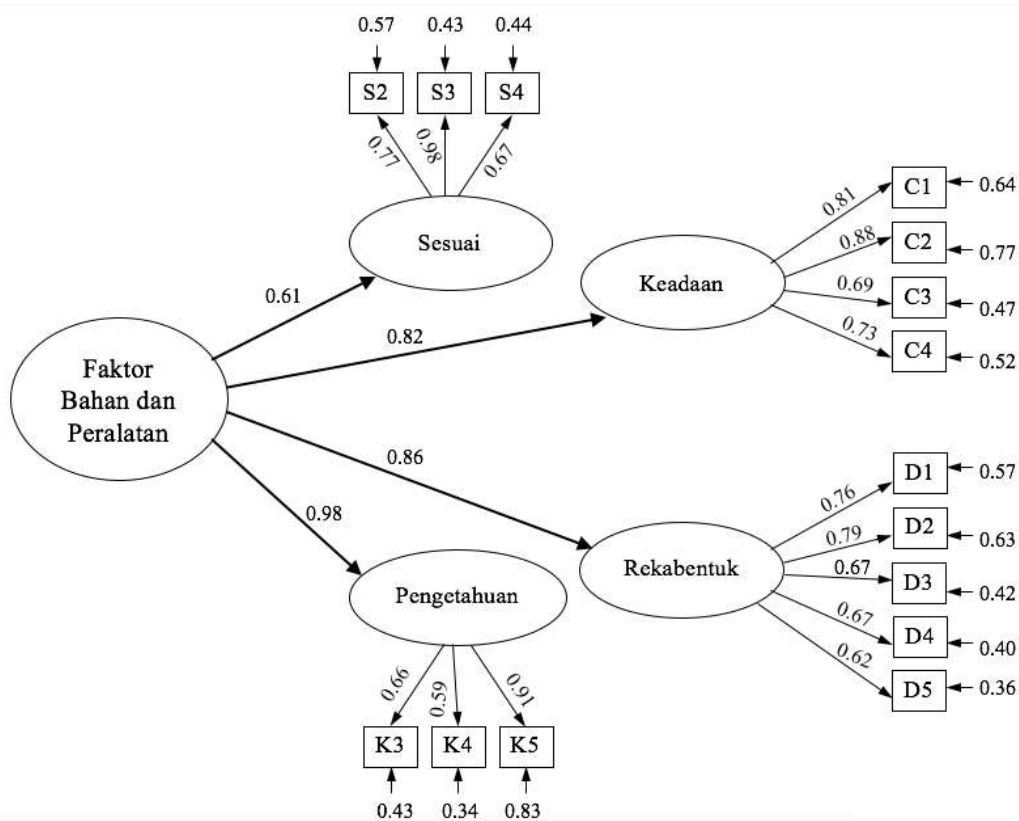 0.57 0.43 0.44
S2 S3 S4
0.77 0.98 0.67
Sesuai
0.61
0.82
0.86
0.98
Faktor
Bahan dan
Peralatan
Keadaan
0.81 C1 0.64
0.88 C2 0.77
0.69 C3 0.47
0.73 C4 0.52
Rekabentuk
0.76 D1 0.57
0.79 D2 0.63
0.67 D3 0.42
0.67 D4 0.40
0.62 D5 0.36
Pengetahuan
0.66 0.59 0.91
K3 K4 K5
0.43 0.34 0.83